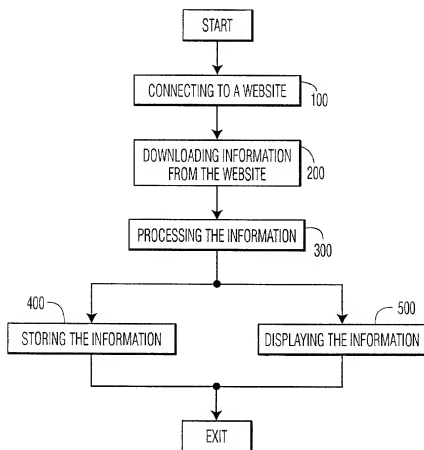 START
CONNECTING TO A WEBSITE
100
DOWNLOADING INFORMATION
FROM THE WEBSITE
200
PROCESSING THE INFORMATION
300
400
STORING THE INFORMATION
500
DISPLAYING THE INFORMATION
EXIT